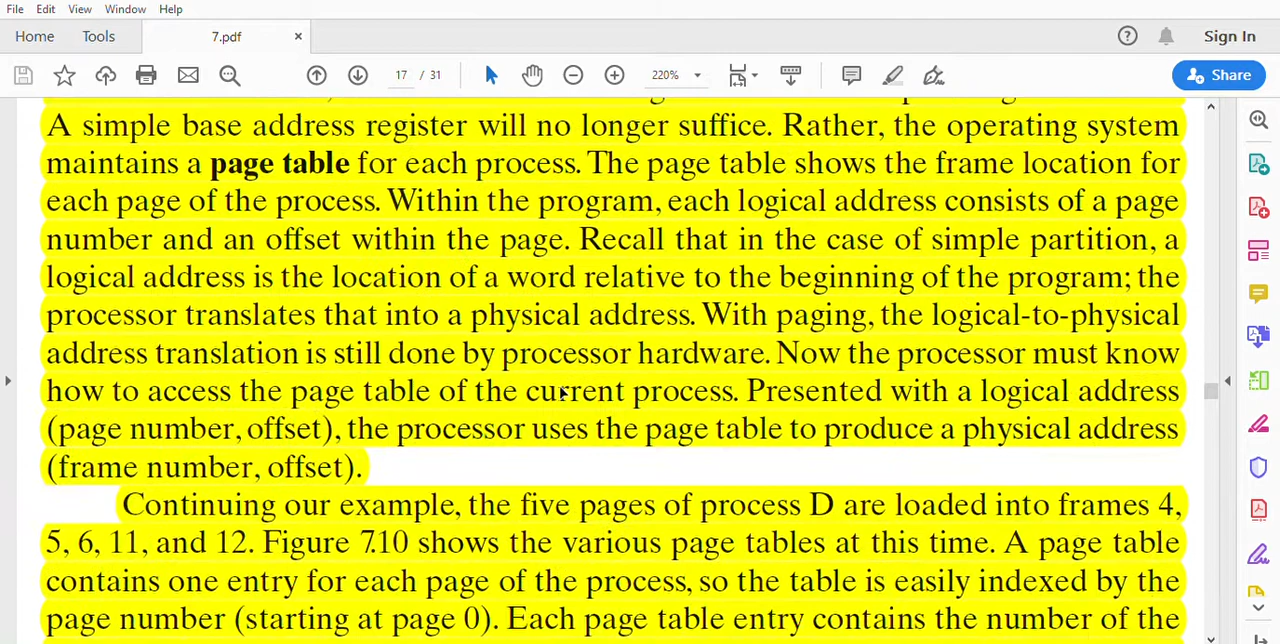 File Edit View Window Help
Home Tools 7.pdf × ? Sign In
17 / 31 220% Share
A simple base address register will no longer suffice. Rather, the operating system
maintains a page table for each process. The page table shows the frame location for
each page of the process. Within the program, each logical address consists of a page
number and an offset within the page. Recall that in the case of simple partition, a
logical address is the location of a word relative to the beginning of the program; the
processor translates that into a physical address. With paging, the logical-to-physical
address translation is still done by processor hardware. Now the processor must know
how to access the page table of the current process. Presented with a logical address
(page number, offset), the processor uses the page table to produce a physical address
(frame number, offset).
Continuing our example, the five pages of process D are loaded into frames 4,
5, 6, 11, and 12. Figure 7.10 shows the various page tables at this time. A page table
contains one entry for each page of the process, so the table is easily indexed by the
page number (starting at page 0). Each page table entry contains the number of the